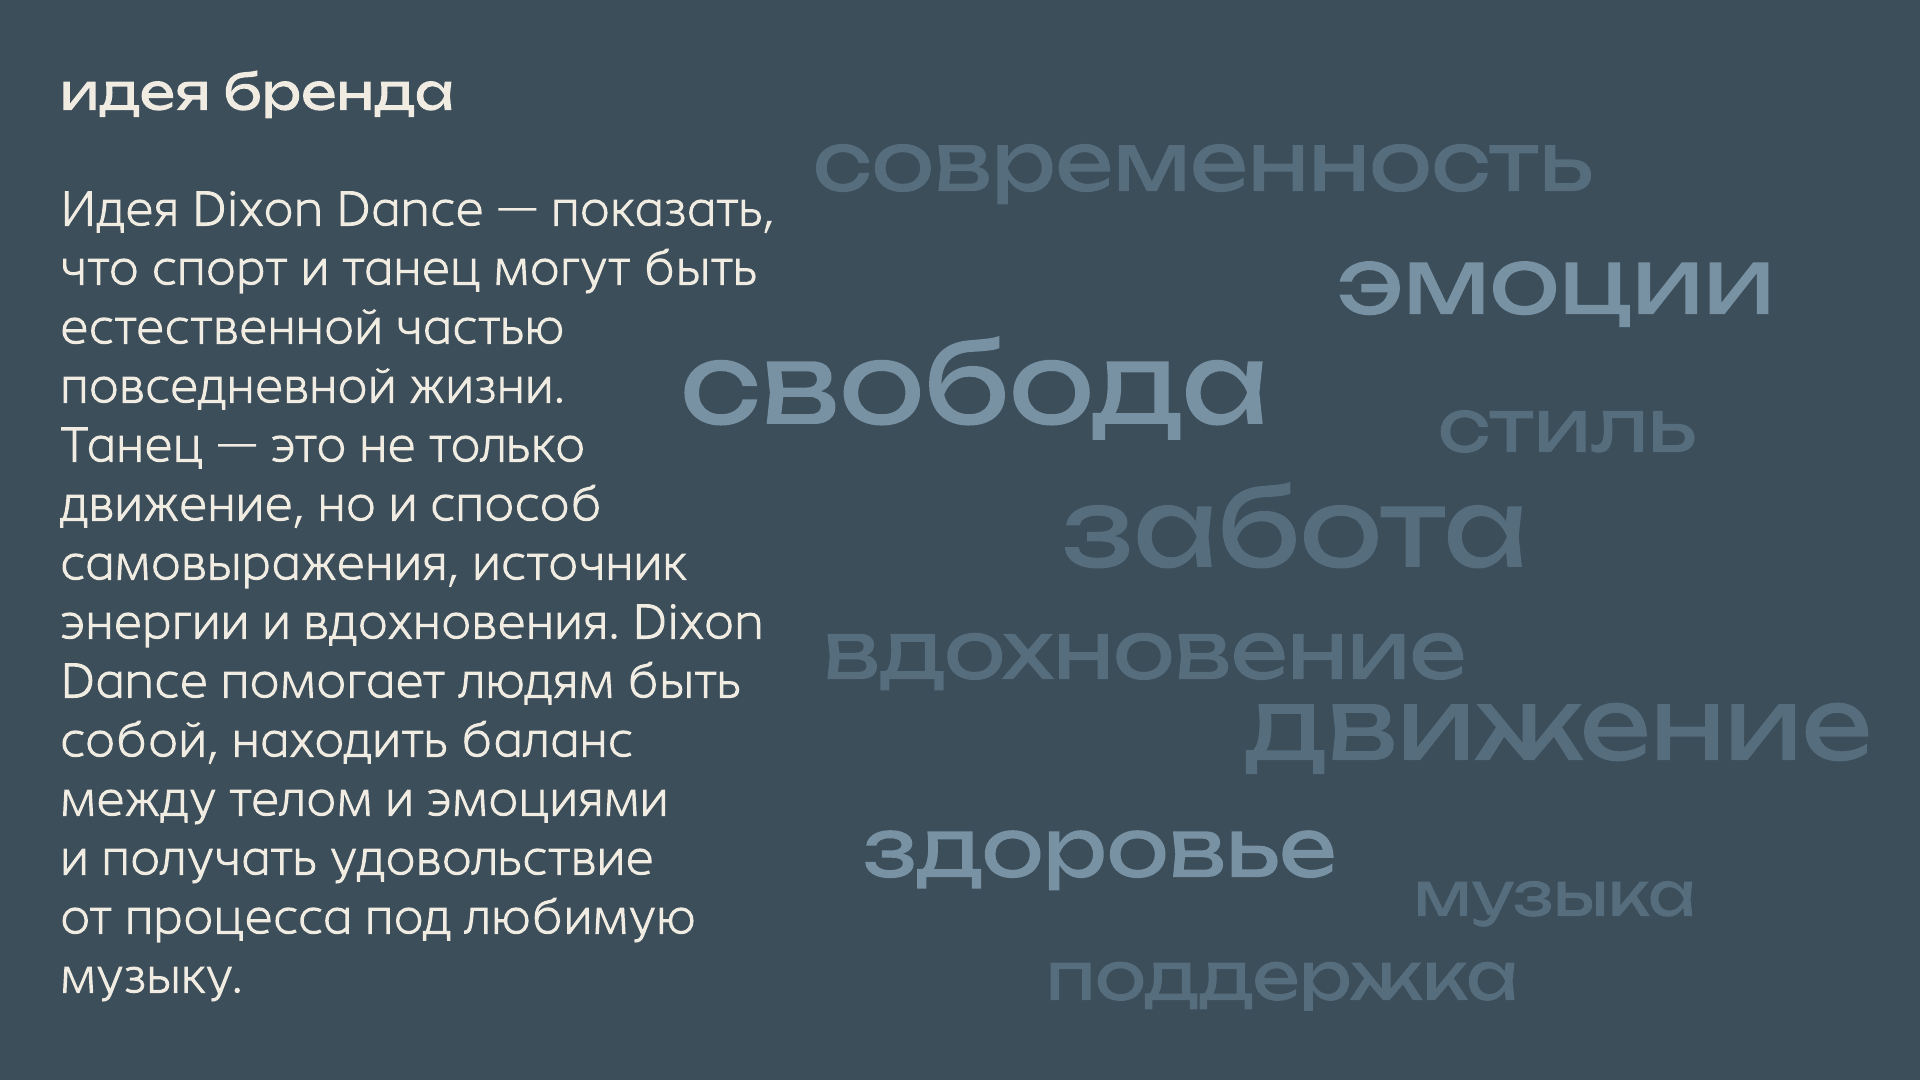 идея бренда
Идея Dixon Dance — показать,
что спорт и танец могут быть
естественной частью
повседневной жизни.
Танец — это не только
движение, но и способ
самовыражения, источник
энергии и вдохновения. Dixon
Dance помогает людям быть
собой, находить баланс
между телом и эмоциями
и получать удовольствие
от процесса под любимую
музыку.
современность
эмоции
свобода
стиль
забота
вдохновение
движение
здоровье
музыка
поддержка